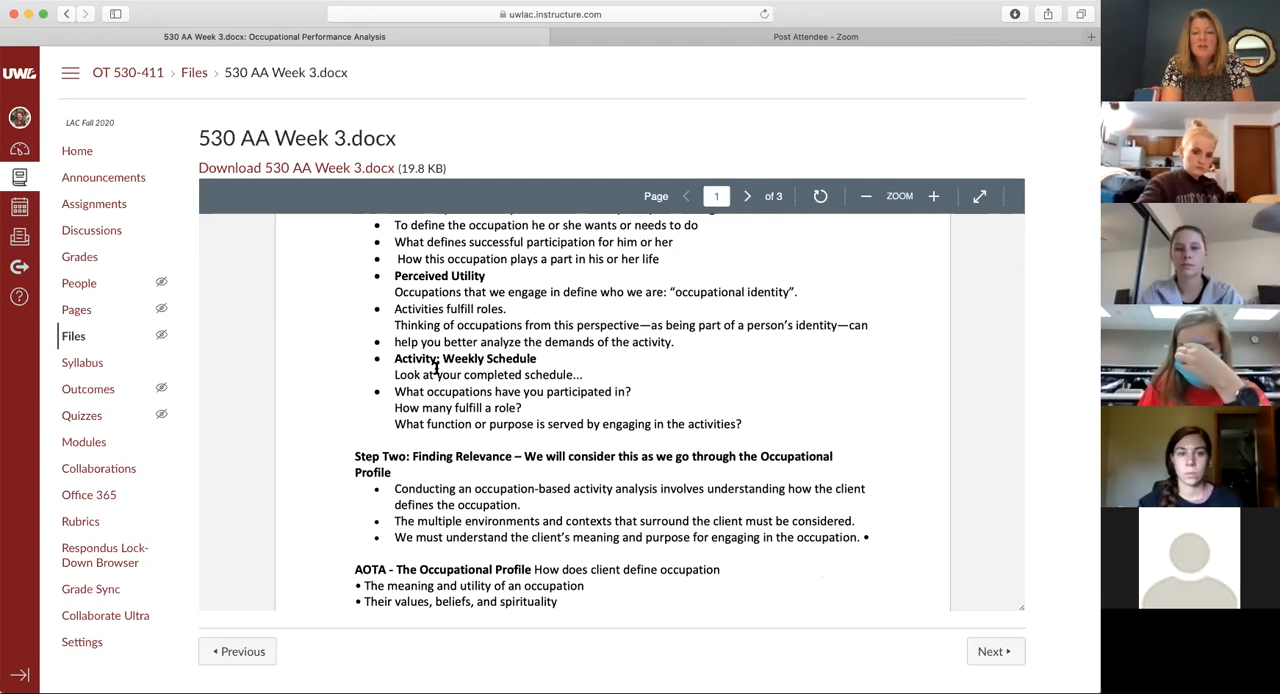 uwlac.instructure.com
530 AA Week 3.docx: Occupational Performance Analysis
Post Attendee - Zoom
UWL
OT 530-411 › Files › 530 AA Week 3.docx
LAC Fall 2020
Home
Announcements
Assignments
Discussions
Grades
People
Pages
Files
Syllabus
Outcomes
Quizzes
Modules
Collaborations
Office 365
Rubrics
Respondus Lock-
Down Browser
Grade Sync
Collaborate Ultra
Settings
530 AA Week 3.docx
Download 530 AA Week 3.docx (19.8 KB)
Page 1 of 3 ZOOM
• To define the occupation he or she wants or needs to do
• What defines successful participation for him or her
• How this occupation plays a part in his or her life
• Perceived Utility
Occupations that we engage in define who we are: “occupational identity”.
• Activities fulfill roles.
Thinking of occupations from this perspective—as being part of a person’s identity—can
• help you better analyze the demands of the activity.
• Activity: Weekly Schedule
Look at your completed schedule...
• What occupations have you participated in?
How many fulfill a role?
What function or purpose is served by engaging in the activities?
Step Two: Finding Relevance – We will consider this as we go through the Occupational
Profile
• Conducting an occupation-based activity analysis involves understanding how the client
defines the occupation.
• The multiple environments and contexts that surround the client must be considered.
• We must understand the client’s meaning and purpose for engaging in the occupation. •
AOTA - The Occupational Profile How does client define occupation
• The meaning and utility of an occupation
• Their values, beliefs, and spirituality
Previous
Next